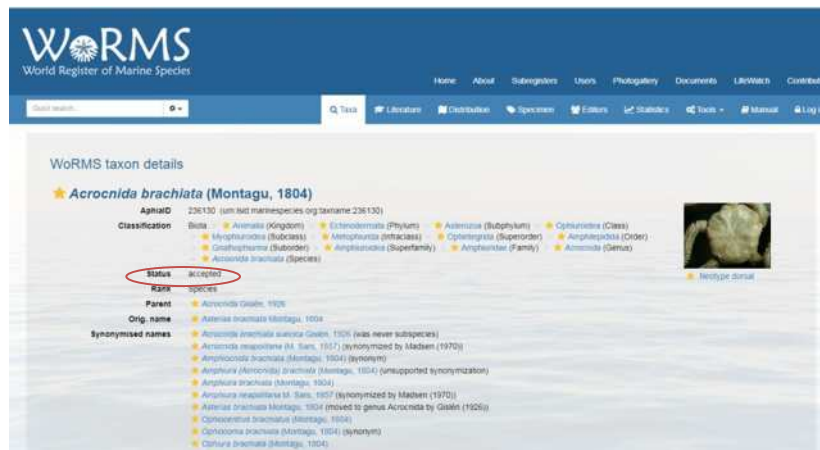 WoRMS
World Register of Marine Species
Home About Subregisters Users Photogallery Documents LifeWatch Contribut
Quick search...
Taxa Literature Distribution Specimen Editors Statistics Tools Manual Log i
WoRMS taxon details
Acrocnida brachiata (Montagu, 1804)
AphiaID 236130 (urn:lsid:marinespecies.org:taxname:236130)
Classification Biota Animalia (Kingdom) Echinodermata (Phylum) Asterozoa (Subphylum) Ophiuroidea (Class)
Myophiuroidea (Subclass) Metophiurida (Infraclass) Ophintegrida (Superorder) Amphilepidida (Order)
Gnathophiurina (Suborder) Amphiuroidea (Superfamily) Amphiuridae (Family) Acrocnida (Genus)
Acrocnida brachiata (Species)
Status accepted
Rank Species
Parent Acrocnida Gislén, 1926
Orig. name Asterias brachiata Montagu, 1804
Synonymised names Acrocnida brachiata Gislén, 1926 (was never subspecies)
Acrocnida neapolitana (M. Sars, 1857) (synonymized by Madsen (1970))
Amphiocnida brachiata (Montagu, 1804) (synonym)
Amphiura (Acrocnida) brachiata (Montagu, 1804) (unsupported synonymization)
Amphiura brachiata (Montagu, 1804)
Amphiura neapolitana M. Sars, 1857 (synonymized by Madsen (1970))
Asterias brachiata Montagu, 1804 (moved to genus Acrocnida by Gislén (1926))
Ophiocentrus brachiatus (Montagu, 1804)
Ophiocoma brachiata (Montagu, 1804) (synonym)
Ophiura brachiata (Montagu, 1804)
Neotype dorsal